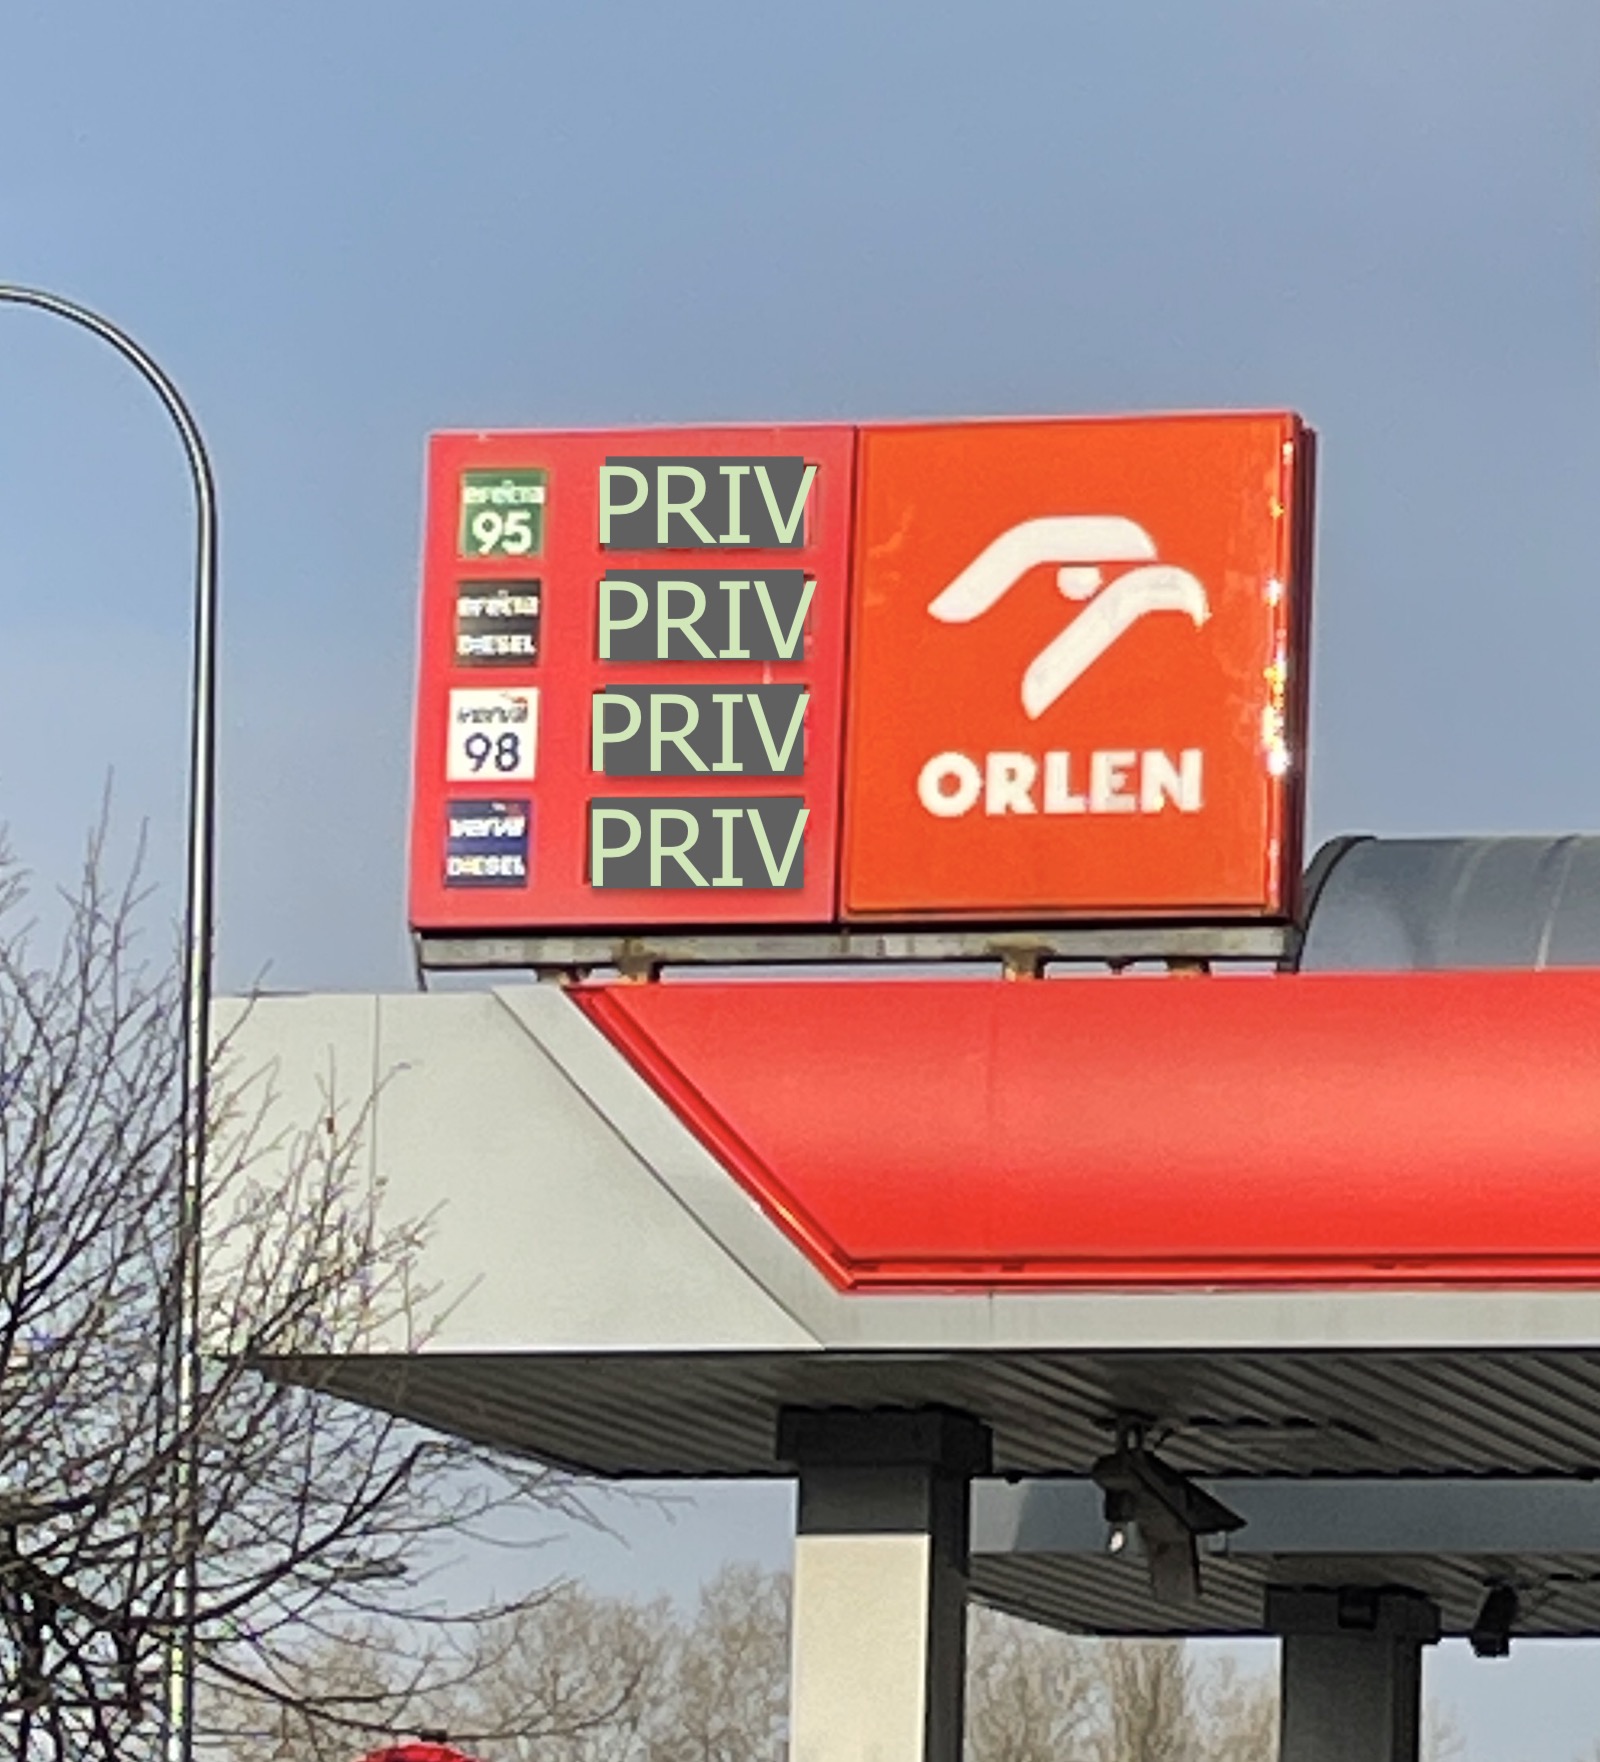 efecta
95
PRIV
efecta
DIESEL
PRIV
verva
98
PRIV
verva
DIESEL
PRIV
ORLEN